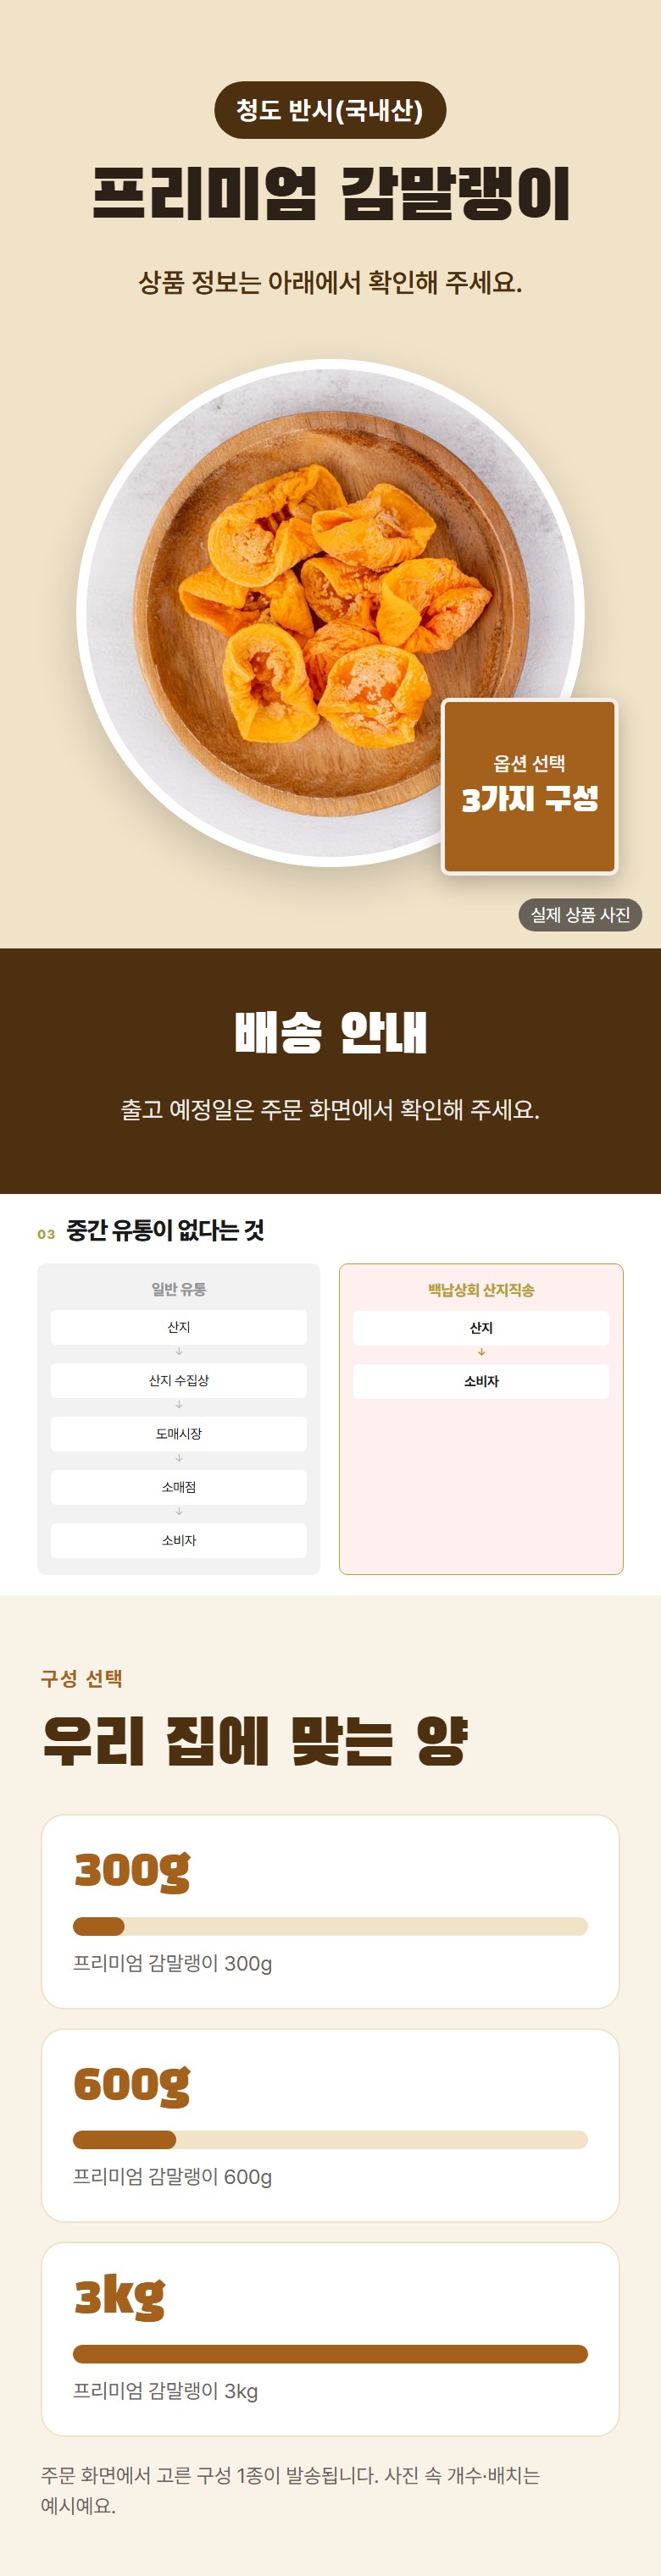 청도 반시(국내산)
프리미엄 감말랭이
상품 정보는 아래에서 확인해 주세요.
옵션 선택
3가지 구성
실제 상품 사진
배송 안내
출고 예정일은 주문 화면에서 확인해 주세요.
03 중간 유통이 없다는 것
일반 유통
산지
↓
산지 수집상
↓
도매시장
↓
소매점
↓
소비자
백납상회 산지직송
산지
↓
소비자
구성 선택
우리 집에 맞는 양
300g
프리미엄 감말랭이 300g
600g
프리미엄 감말랭이 600g
3kg
프리미엄 감말랭이 3kg
주문 화면에서 고른 구성 1종이 발송됩니다. 사진 속 개수·배치는
예시예요.